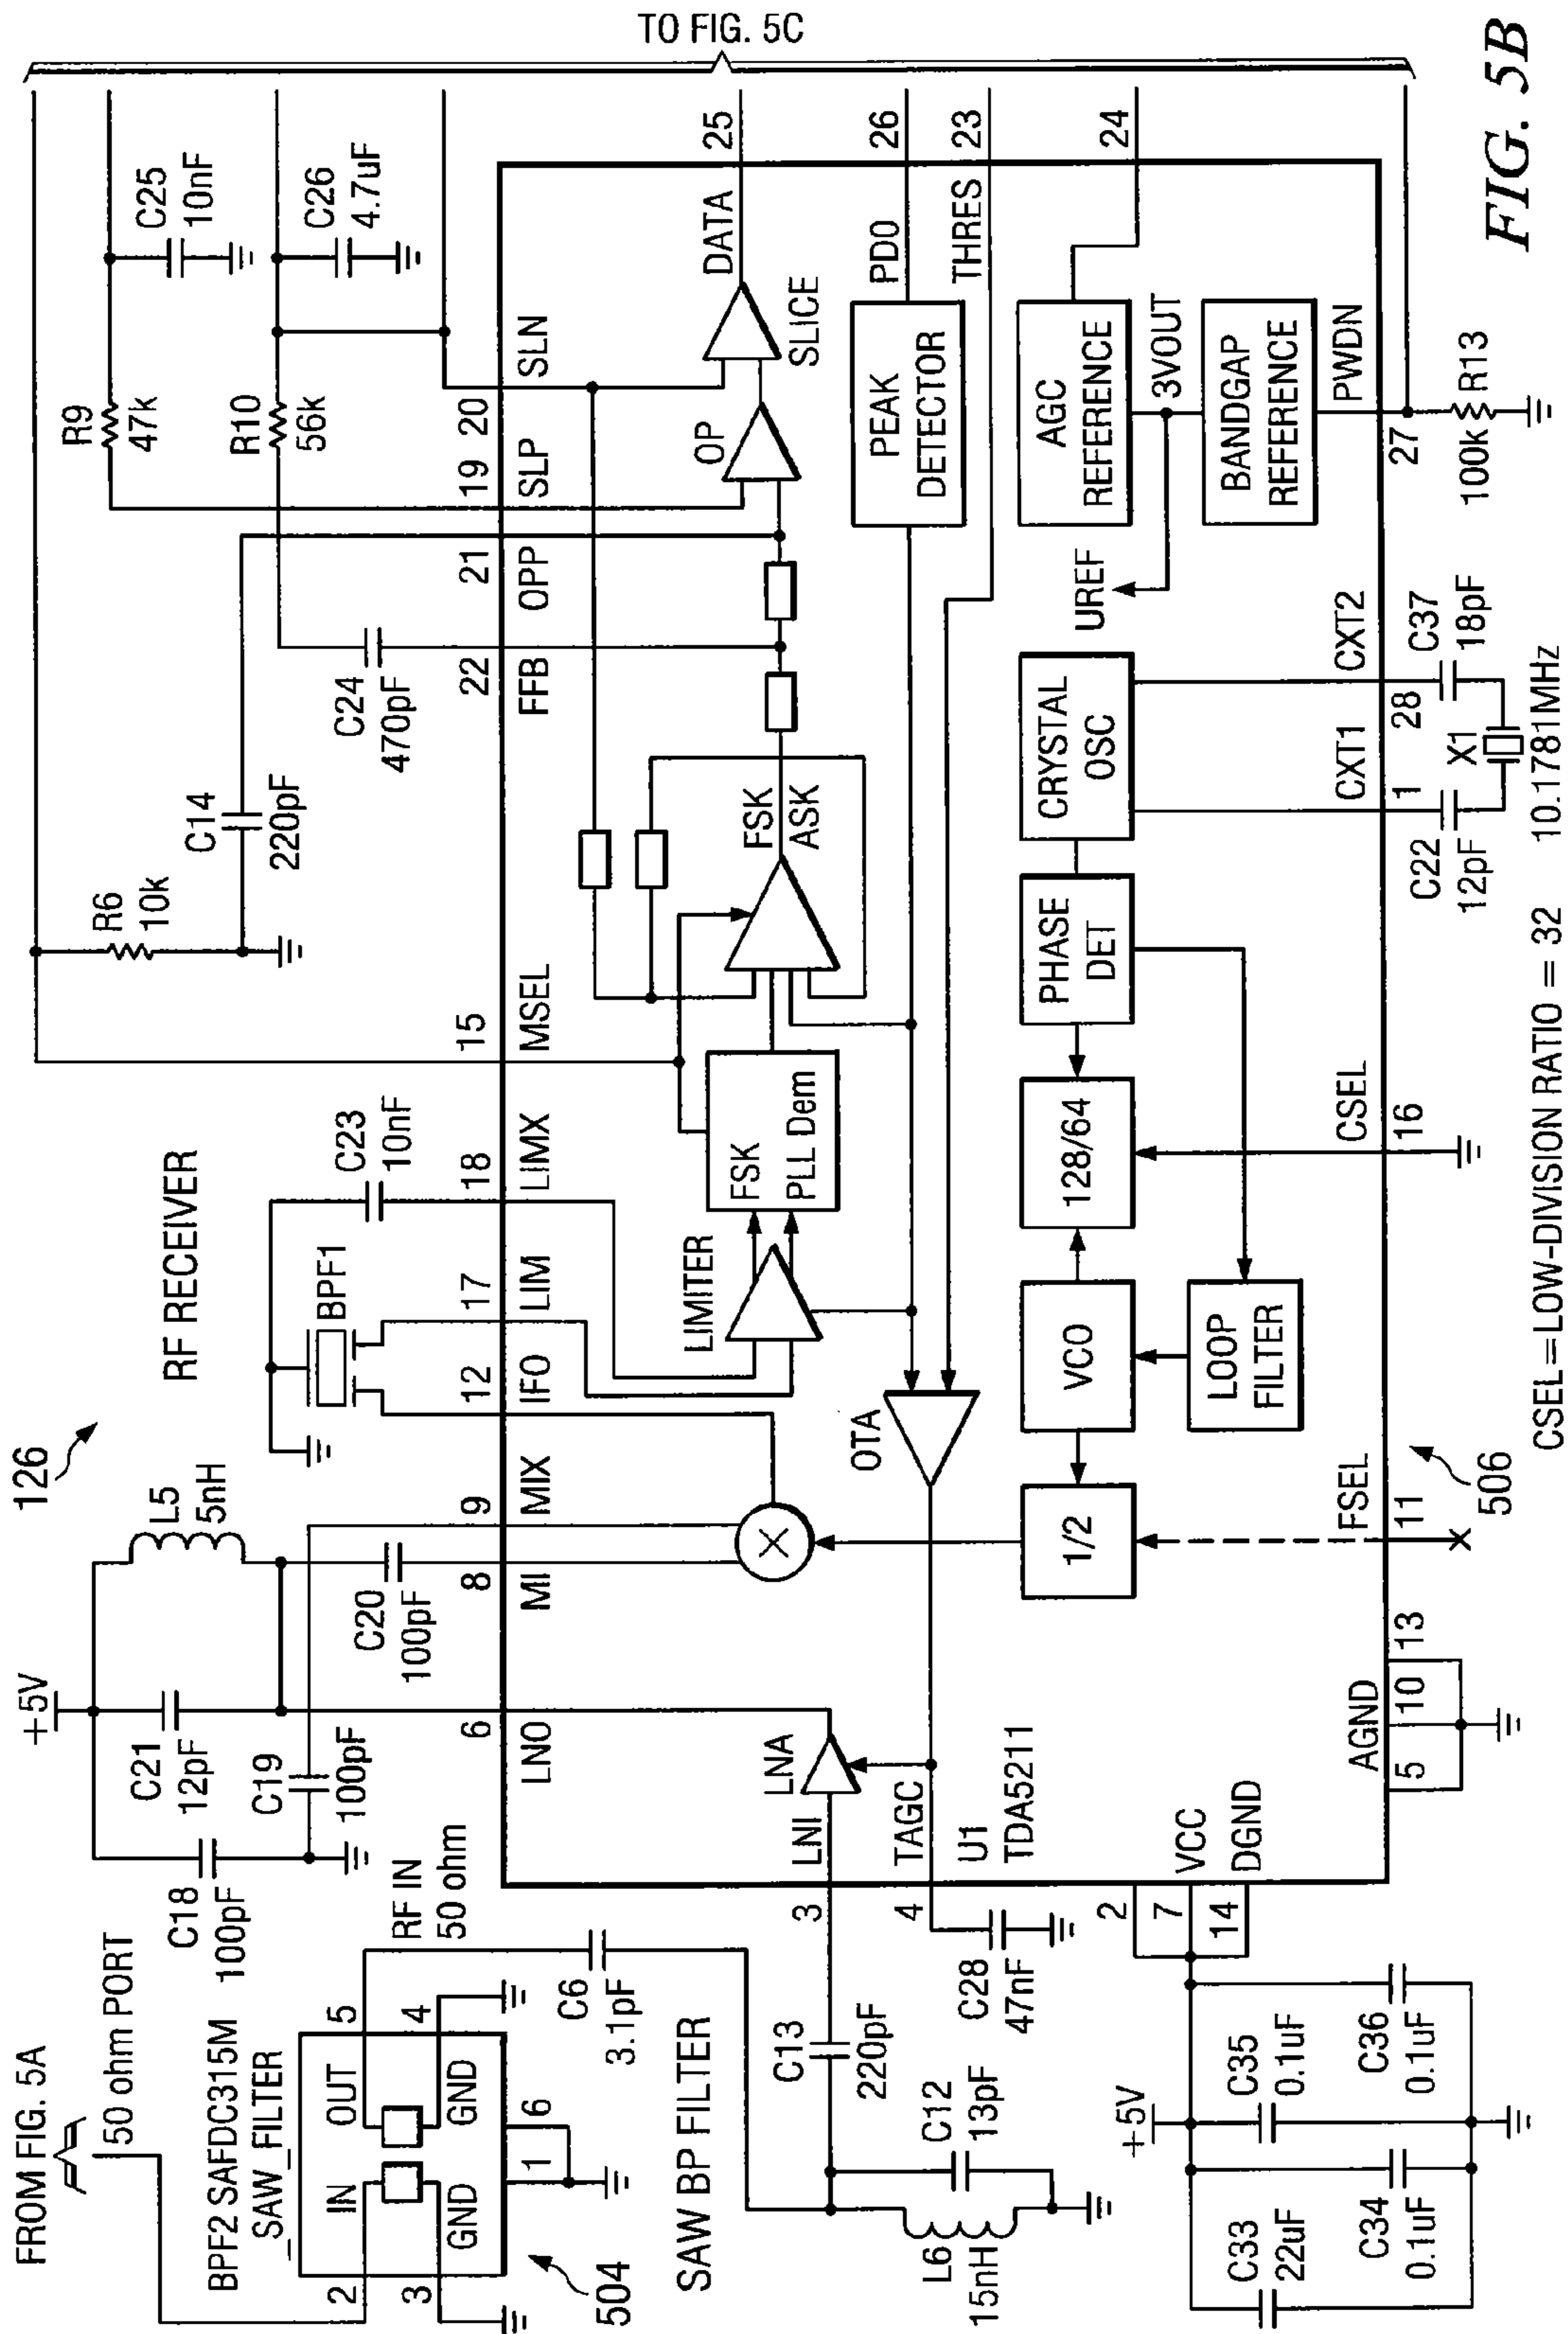 FROM FIG. 5A
50 ohm PORT
BPF2 SAFDC315M
_SAW_FILTER
2
IN
OUT
5
3
GND
GND
4
1
6
504
RF IN
50 ohm
C6
3.1pF
SAW BP FILTER
C13
220pF
L6
15nH
C12
13pF
+5V
C33
22uF
C34
0.1uF
C35
0.1uF
C36
0.1uF
126
RF RECEIVER
+5V
C18
100pF
C21
12pF
C19
100pF
L5
5nH
C20
100pF
BPF1
C23
10nF
R6
10k
C14
220pF
C24
470pF
R9
47k
R10
56k
C25
10nF
C26
4.7uF
TO FIG. 5C
6
8
9
12
17
18
15
22
21
19
20
LNO
MI
MIX
IFO
LIM
LIMX
MSEL
FFB
OPP
SLP
SLN
3
LNI
LNA
4
TAGC
C28
47nF
U1
TDA5211
2
7
14
VCC
DGND
OTA
LIMITER
FSK
PLL Dem
FSK
ASK
OP
SLICE
DATA
25
PEAK
DETECTOR
PDO
26
THRES
23
24
1/2
VCO
LOOP
FILTER
128/64
PHASE
DET
CRYSTAL
OSC
UREF
AGC
REFERENCE
3VOUT
BANDGAP
REFERENCE
PWDN
AGND
5
10
13
FSEL
11
506
CSEL
16
CXT1
1
CXT2
28
C22
12pF
X1
C37
18pF
27
100k
R13
CSEL=LOW-DIVISION RATIO = 32
10.1781MHz
FIG. 5B